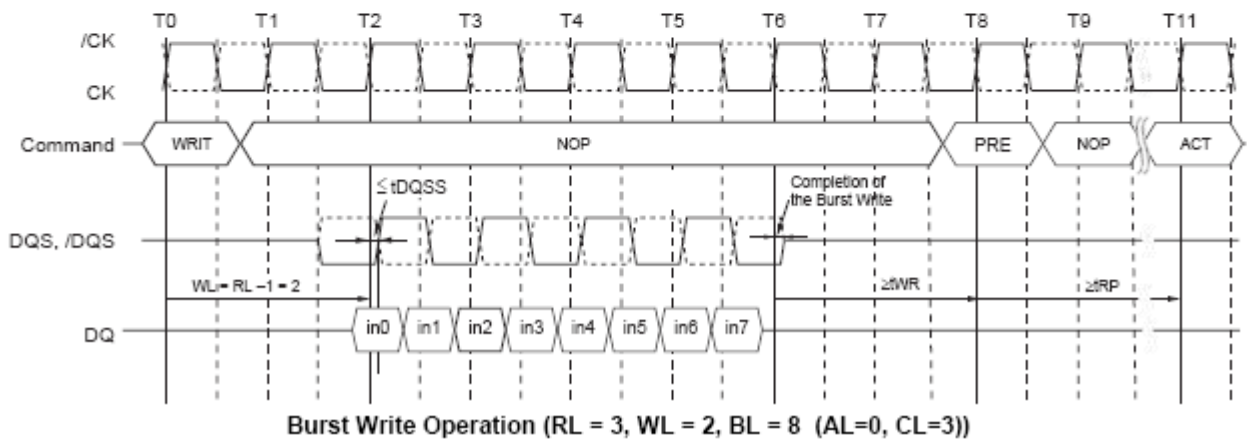 T0 T1 T2 T3 T4 T5 T6 T7 T8 T9 T11
/CK
CK
Command WRIT NOP PRE NOP ACT
≤ tDQSS
Completion of
the Burst Write
DQS, /DQS
WL = RL –1 = 2
≥tWR
≥tRP
DQ in0 in1 in2 in3 in4 in5 in6 in7
Burst Write Operation (RL = 3, WL = 2, BL = 8 (AL=0, CL=3))